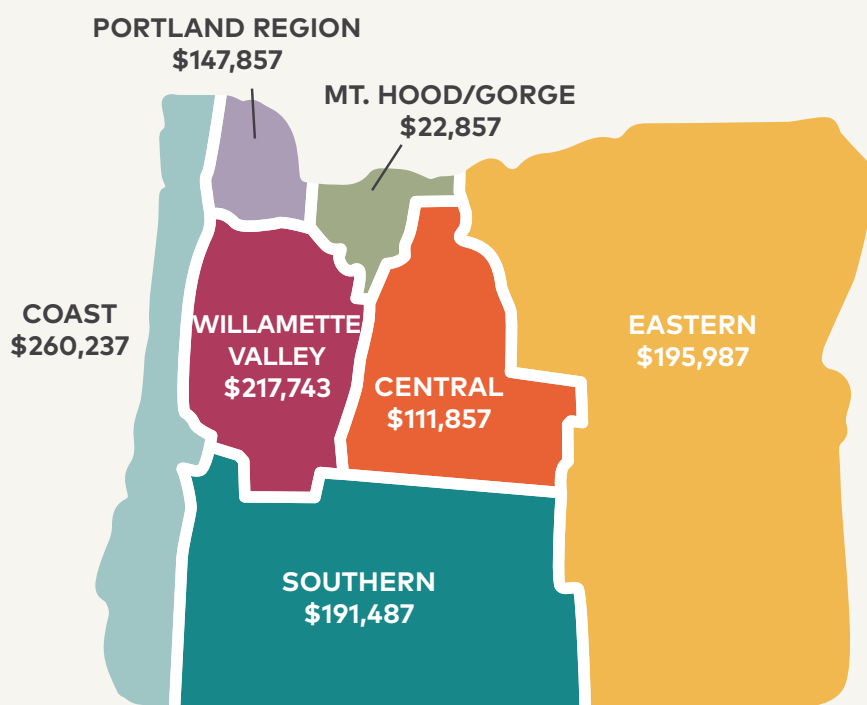 PORTLAND REGION
$147,857
MT. HOOD/GORGE
$22,857
COAST
$260,237
WILLAMETTE
VALLEY
$217,743
CENTRAL
$111,857
EASTERN
$195,987
SOUTHERN
$191,487